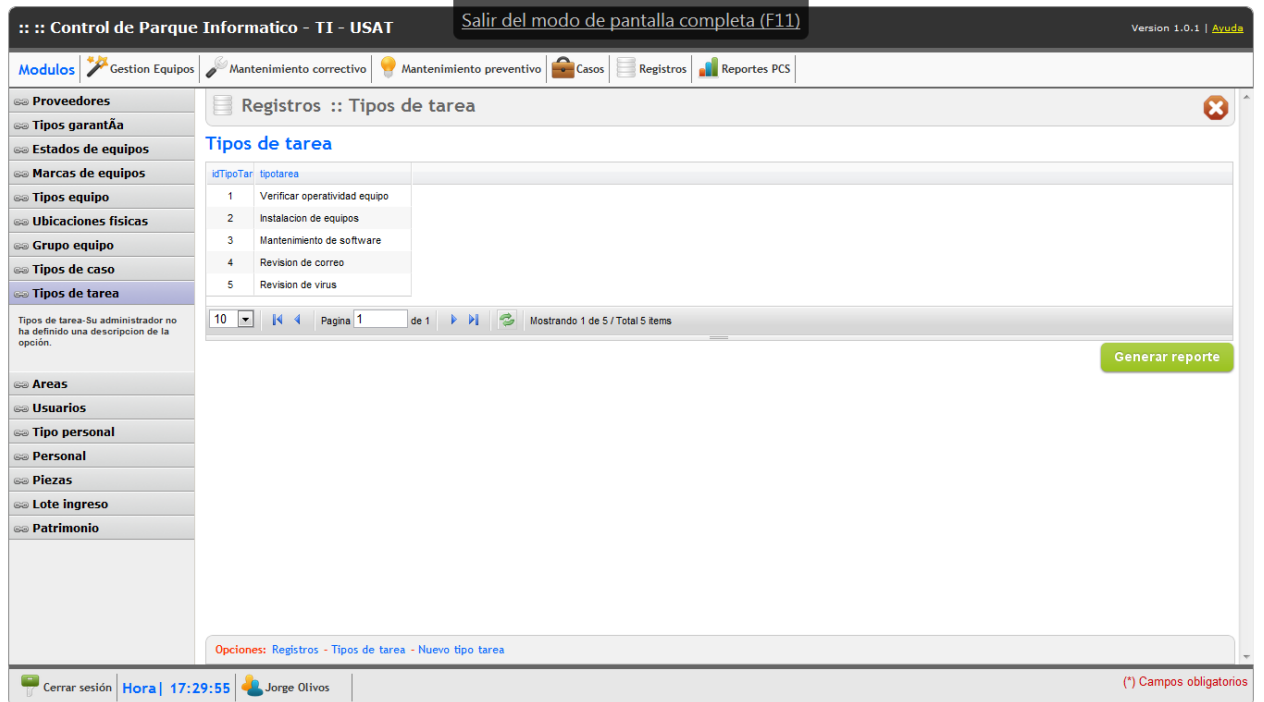 Salir del modo de pantalla completa (F11)
:: :: Control de Parque Informatico - TI - USAT
Version 1.0.1 | Ayuda
Modulos Gestion Equipos Mantenimiento correctivo Mantenimiento preventivo Casos Registros Reportes PCS
Proveedores
Tipos garantÃa
Estados de equipos
Marcas de equipos
Tipos equipo
Ubicaciones fisicas
Grupo equipo
Tipos de caso
Tipos de tarea
Tipos de tarea-Su administrador no
ha definido una descripcion de la
opción.
Areas
Usuarios
Tipo personal
Personal
Piezas
Lote ingreso
Patrimonio
Registros :: Tipos de tarea
Tipos de tarea
idTipoTar tipotarea
1 Verificar operatividad equipo
2 Instalacion de equipos
3 Mantenimiento de software
4 Revision de correo
5 Revision de virus
10 Pagina 1 de 1 Mostrando 1 de 5 / Total 5 items
Generar reporte
Opciones: Registros - Tipos de tarea - Nuevo tipo tarea
Cerrar sesión Hora| 17:29:55 Jorge Olivos
(*) Campos obligatorios